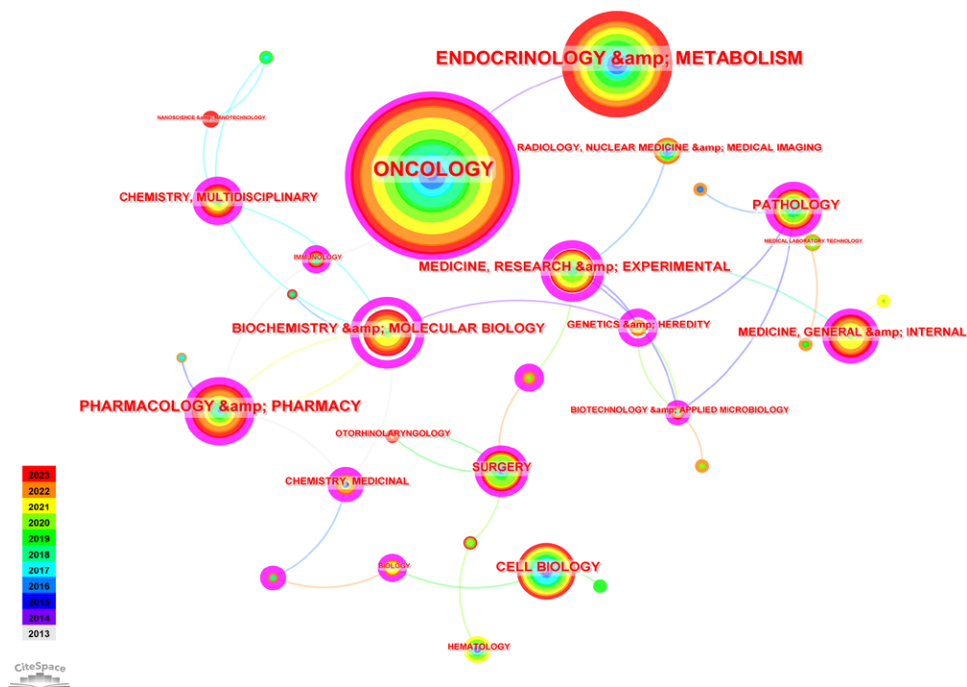 ENDOCRINOLOGY &amp; METABOLISM
NANOSCIENCE &amp; NANOTECHNOLOGY
RADIOLOGY, NUCLEAR MEDICINE &amp; MEDICAL IMAGING
ONCOLOGY
CHEMISTRY, MULTIDISCIPLINARY
PATHOLOGY
MEDICAL LABORATORY TECHNOLOGY
IMMUNOLOGY
MEDICINE, RESEARCH &amp; EXPERIMENTAL
BIOCHEMISTRY &amp; MOLECULAR BIOLOGY
GENETICS &amp; HEREDITY
MEDICINE, GENERAL &amp; INTERNAL
PHARMACOLOGY &amp; PHARMACY
BIOTECHNOLOGY &amp; APPLIED MICROBIOLOGY
OTORHINOLARYNGOLOGY
SURGERY
CHEMISTRY, MEDICINAL
BIOLOGY
CELL BIOLOGY
HEMATOLOGY
2023
2022
2021
2020
2019
2018
2017
2016
2015
2014
2013
CiteSpace